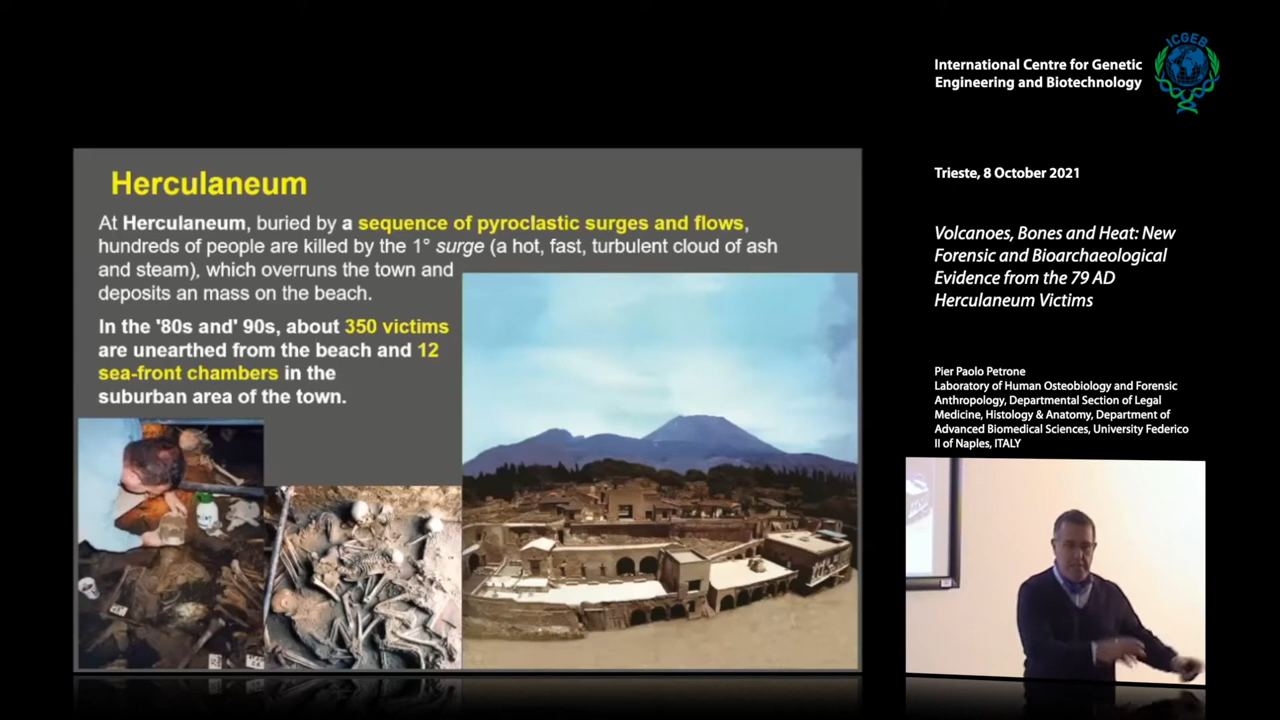 International Centre for Genetic
Engineering and Biotechnology
ICGEB
Trieste, 8 October 2021
Volcanoes, Bones and Heat: New
Forensic and Bioarchaeological
Evidence from the 79 AD
Herculaneum Victims
Pier Paolo Petrone
Laboratory of Human Osteobiology and Forensic
Anthropology, Departmental Section of Legal
Medicine, Histology & Anatomy, Department of
Advanced Biomedical Sciences, University Federico
II of Naples, ITALY
Herculaneum
At Herculaneum, buried by a sequence of pyroclastic surges and flows,
hundreds of people are killed by the 1° surge (a hot, fast, turbulent cloud of ash
and steam), which overruns the town and
deposits an mass on the beach.
In the '80s and' 90s, about 350 victims
are unearthed from the beach and 12
sea-front chambers in the
suburban area of the town.